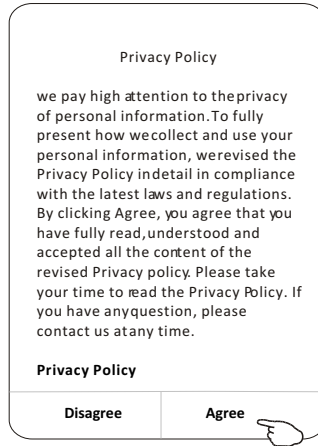 Privacy Policy
we pay high attention to theprivacy
of personal information.To fully
present how wecollect and use your
personal information, werevised the
Privacy Policy indetail in compliance
with the latest laws and regulations.
By clicking Agree, you agree that you
have fully read,understood and
accepted all the content of the
revised Privacy policy. Please take
your time to read the Privacy Policy. If
you have anyquestion, please
contact us atany time.
Privacy Policy
Disagree Agree